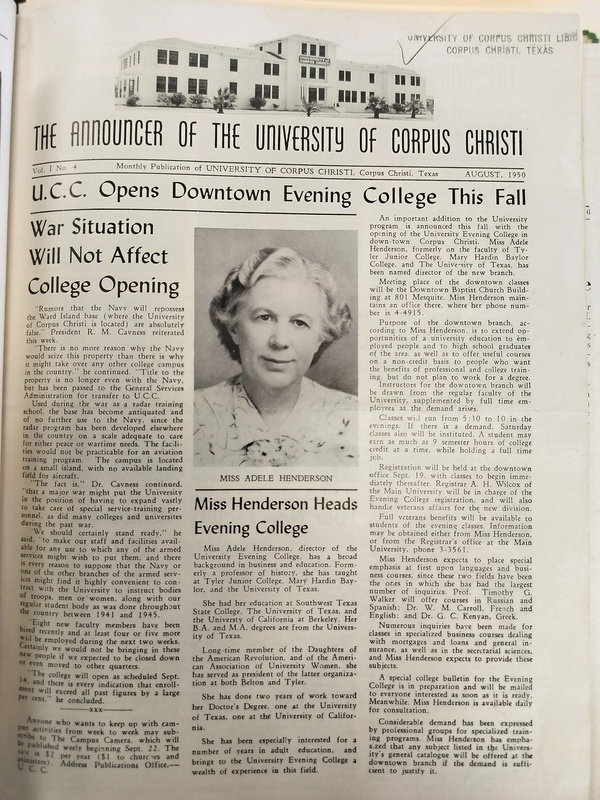 UNIVERSITY OF CORPUS CHRISTI LIBR
CORPUS CHRISTI, TEXAS
THE ANNOUNCER OF THE UNIVERSITY OF CORPUS CHRISTI
Vol. I No. 4 Monthly Publication of UNIVERSITY OF CORPUS CHRISTI, Corpus Christi, Texas AUGUST, 1950
U.C.C. Opens Downtown Evening College This Fall
War Situation
Will Not Affect
College Opening
"Rumors that the Navy will repossess
the Ward Island base (where the University
of Corpus Christi is located) are absolutely
false." President R. M. Cavness reiterated
this week.
"There is no more reason why the Navy
would seize this property than there is why
it might take over any other college campus
in the country," he continued. "Title to the
property is no longer even with the Navy,
but has been passed to the General Services
Administration for transfer to U.C.C.
Used during the war as a radar training
school, the base has become antiquated and
of no further use to the Navy, since the
radar program has been developed elsewhere
in the country on a scale adequate to care
for either peace or wartime needs. The facili-
ties would not be practicable for an aviation
training program. The campus is located
on a small island, with no available landing
field for aircraft.
"The fact is," Dr. Cavness continued,
"that a major war might put the University
in the position of having to expand vastly
to take care of special service-training per-
sonnel, as did many colleges and universities
during the past war.
"We should certainly stand ready," he
said, "to make our staff and facilities avail-
able for any use to which any of the armed
services might wish to put them, and there
is every reason to suppose that the Navy or
one of the other branches of the armed serv-
ices might find it highly convenient to con-
tract with the University to instruct bodies
of troops, men or women, along with our
regular student body as was done throughout
the country between 1941 and 1945.
"Eight new faculty members have been
hired recently and at least four or five more
will be employed during the next two weeks.
Certainly we would not be bringing in these
new people if we expected to be closed down
or even moved to other quarters.
"The college will open as scheduled Sept.
14, and there is every indication that enroll-
ment will exceed all past figures by a large
per cent," he concluded.
xxx
Anyone who wants to keep up with cam-
pus activities from week to week may sub-
scribe to The Campus Camera, which will
be published weekly beginning Sept. 22. The
rate is $2 per year ($1 to churches and
ministers). Address Publications Office,—
U. C. C.
MISS ADELE HENDERSON
Miss Henderson Heads
Evening College
Miss Adele Henderson, director of the
University Evening College, has a broad
background in business and education. Form-
erly a professor of history, she has taught
at Tyler Junior College, Mary Hardin Bay-
lor, and the University of Texas.
She had her education at Southwest Texas
State College, The University of Texas, and
the University of California at Berkeley. Her
B.A. and M.A. degrees are from the Univers-
ity of Texas.
Long-time member of the Daughters of
the American Revolution, and of the Ameri-
can Association of University Women, she
has served as president of the latter organiza-
tion at both Belton and Tyler.
She has done two years of work toward
her Doctor's Degree, one at the University
of Texas, one at the University of Califor-
nia.
She has been especially interested for a
number of years in adult education, and
brings to the University Evening College a
wealth of experience in this field.
An important addition to the University
program is announced this fall with the
opening of the University Evening College in
down-town Corpus Christi. Miss Adele
Henderson, formerly on the faculty of Ty-
ler Junior College, Mary Hardin Baylor
College, and The University of Texas, has
been named director of the new branch.
Meeting place of the downtown classes
will be the Downtown Baptist Church Build-
ing at 801 Mesquite. Miss Henderson main-
tains an office there, where her phone num-
ber is 4-4915.
Purpose of the downtown branch, ac-
cording to Miss Henderson, is to extend op-
portunities of a university education to em-
ployed people and to high school graduates
of the area, as well as to offer useful courses
on a non-credit basis to people who want
the benefits of professional and college train-
ing, but do not plan to work for a degree.
Instructors for the downtown branch will
be drawn from the regular faculty of the
University, supplemented by full time em-
ployees as the demand arises.
Classes will run from 5:30 to 10 in the
evenings. If there is a demand, Saturday
classes also will be instituted. A student may
earn as much as 9 semester hours of college
credit at a time, while holding a full time
job.
Registration will be held at the downtown
office Sept. 19, with classes to begin imme-
diately thereafter. Registrar A. H. Wilcox of
the Main University will be in charge of the
Evening College registration, and will also
handle veterans affairs for the new division.
Full veterans benefits will be available to
students of the evening classes. Information
may be obtained either from Miss Henderson,
or from the Registrar's office at the Main
University, phone 3-3561.
Miss Henderson expects to place special
emphasis at first upon languages and busi-
ness courses, since these two fields have been
the ones in which she has had the largest
number of inquiries. Prof. Timothy G.
Walker will offer courses in Russian and
Spanish; Dr. W. M. Carroll, French and
English; and Dr. G. C. Kenyan, Greek.
Numerous inquiries have been made for
classes in specialized business courses dealing
with mortgages and loans and general in-
surance, as well as in the secretarial sciences,
and Miss Henderson expects to provide these
subjects.
A special college bulletin for the Evening
College is in preparation and will be mailed
to everyone interested as soon as it is ready.
Meanwhile, Miss Henderson is available daily
for consultation.
Considerable demand has been expressed
by professional groups for specialized train-
ing programs. Miss Henderson has empha-
sized that any subject listed in the Univers-
ity's general catalogue will be offered at the
downtown branch if the demand is suffi-
cient to justify it.